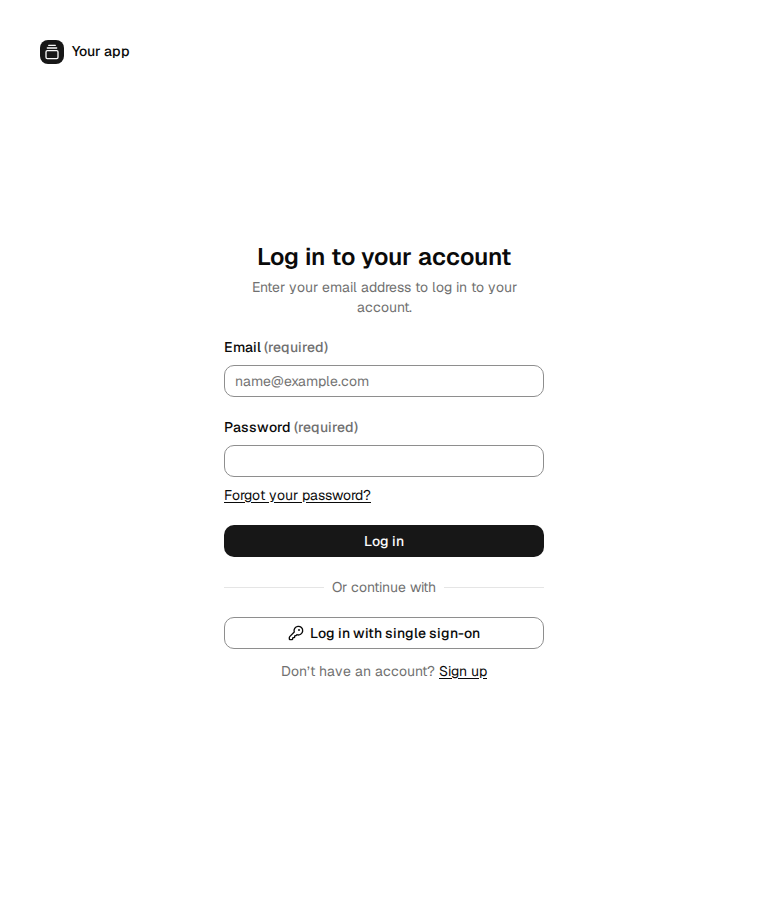 Your app
Log in to your account
Enter your email address to log in to your
account.
Email (required)
name@example.com
Password (required)
Forgot your password?
Log in
Or continue with
Log in with single sign-on
Don't have an account? Sign up